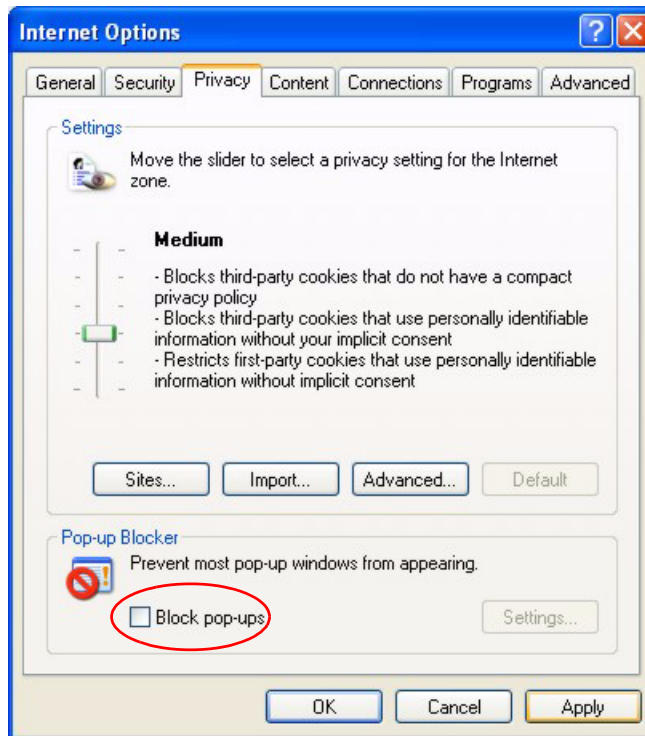 Internet Options
General Security Privacy Content Connections Programs Advanced
Settings
Move the slider to select a privacy setting for the Internet
zone.
Medium
- Blocks third-party cookies that do not have a compact
privacy policy
- Blocks third-party cookies that use personally identifiable
information without your implicit consent
- Restricts first-party cookies that use personally identifiable
information without implicit consent
Sites... Import... Advanced... Default
Pop-up Blocker
Prevent most pop-up windows from appearing.
Block pop-ups Settings...
OK Cancel Apply